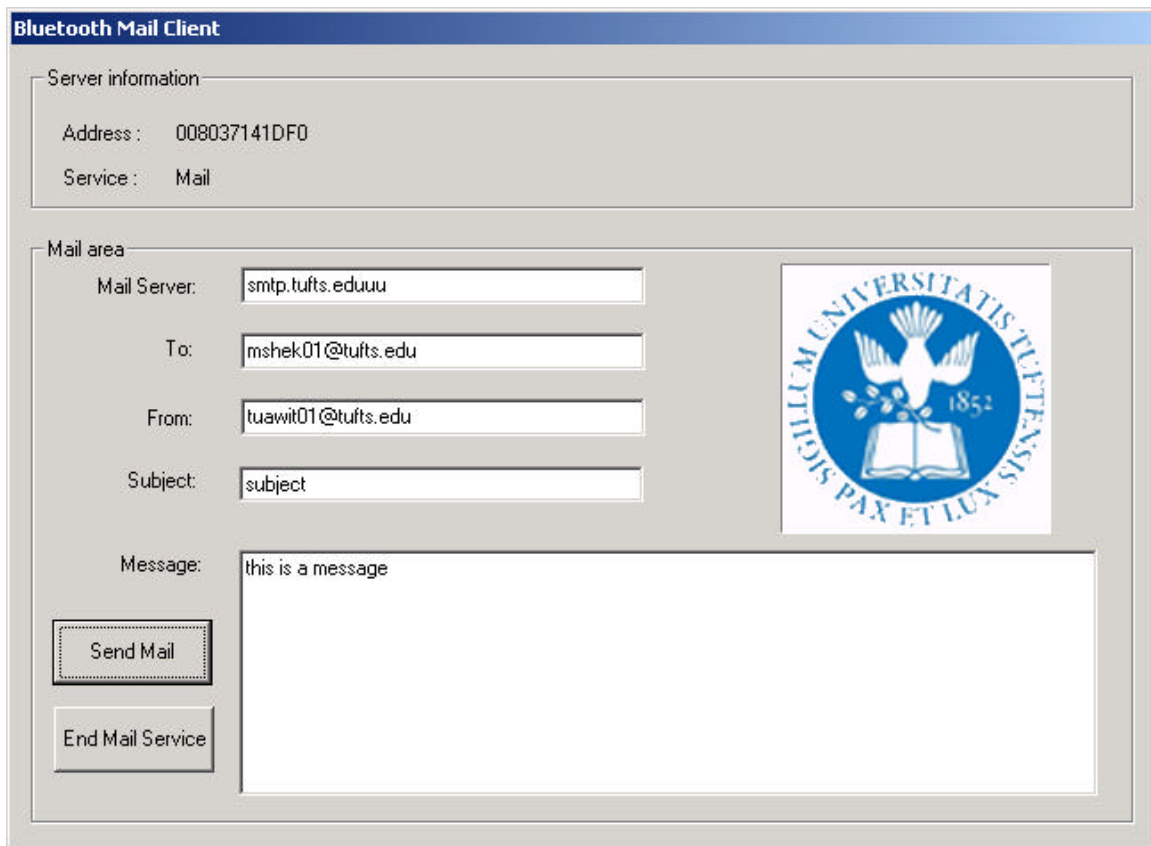 Bluetooth Mail Client
Server information
Address : 008037141DF0
Service : Mail
Mail area
Mail Server: smtp.tufts.eduuu
To: mshek01@tufts.edu
From: tuawit01@tufts.edu
Subject: subject
SIGILLUM UNIVERSITATIS TUFTENSIS
PAX ET LUX SIGIS
1852
Message: this is a message
Send Mail
End Mail Service